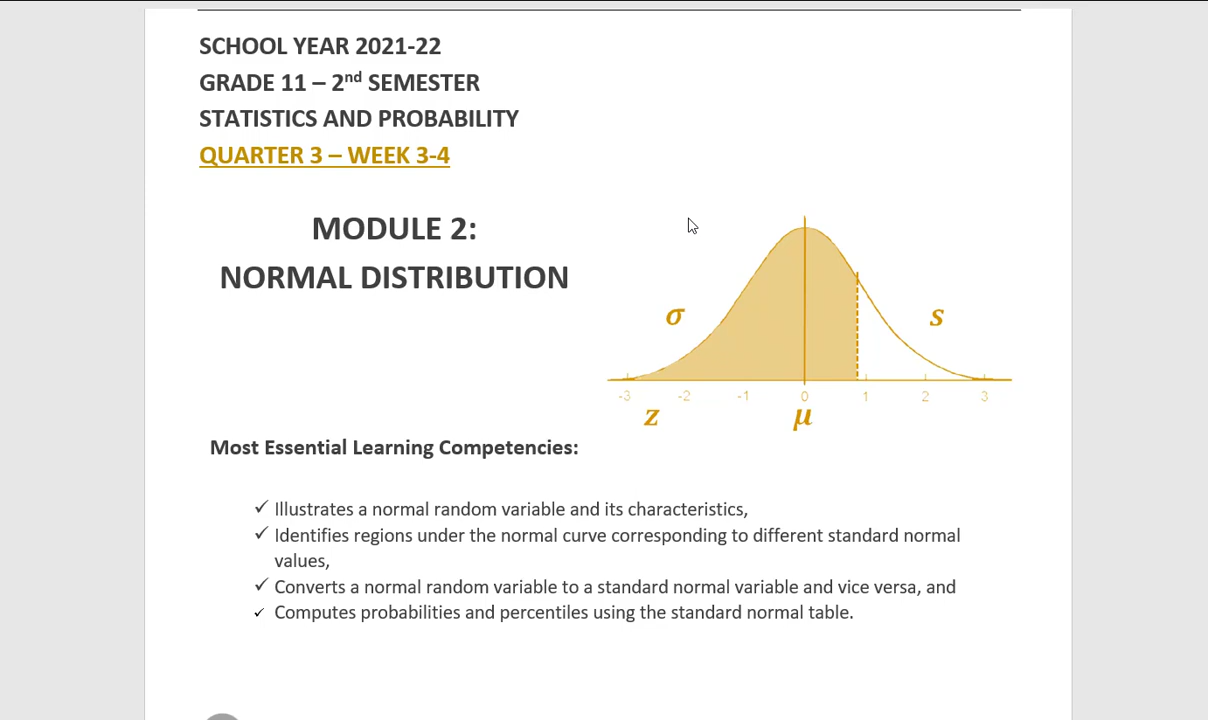 SCHOOL YEAR 2021-22
GRADE 11 – 2nd SEMESTER
STATISTICS AND PROBABILITY
QUARTER 3 – WEEK 3-4
MODULE 2:
NORMAL DISTRIBUTION
σ
s
-3 -2 -1 0 1 2 3
z μ
Most Essential Learning Competencies:
✓ Illustrates a normal random variable and its characteristics,
✓ Identifies regions under the normal curve corresponding to different standard normal
values,
✓ Converts a normal random variable to a standard normal variable and vice versa, and
✓ Computes probabilities and percentiles using the standard normal table.